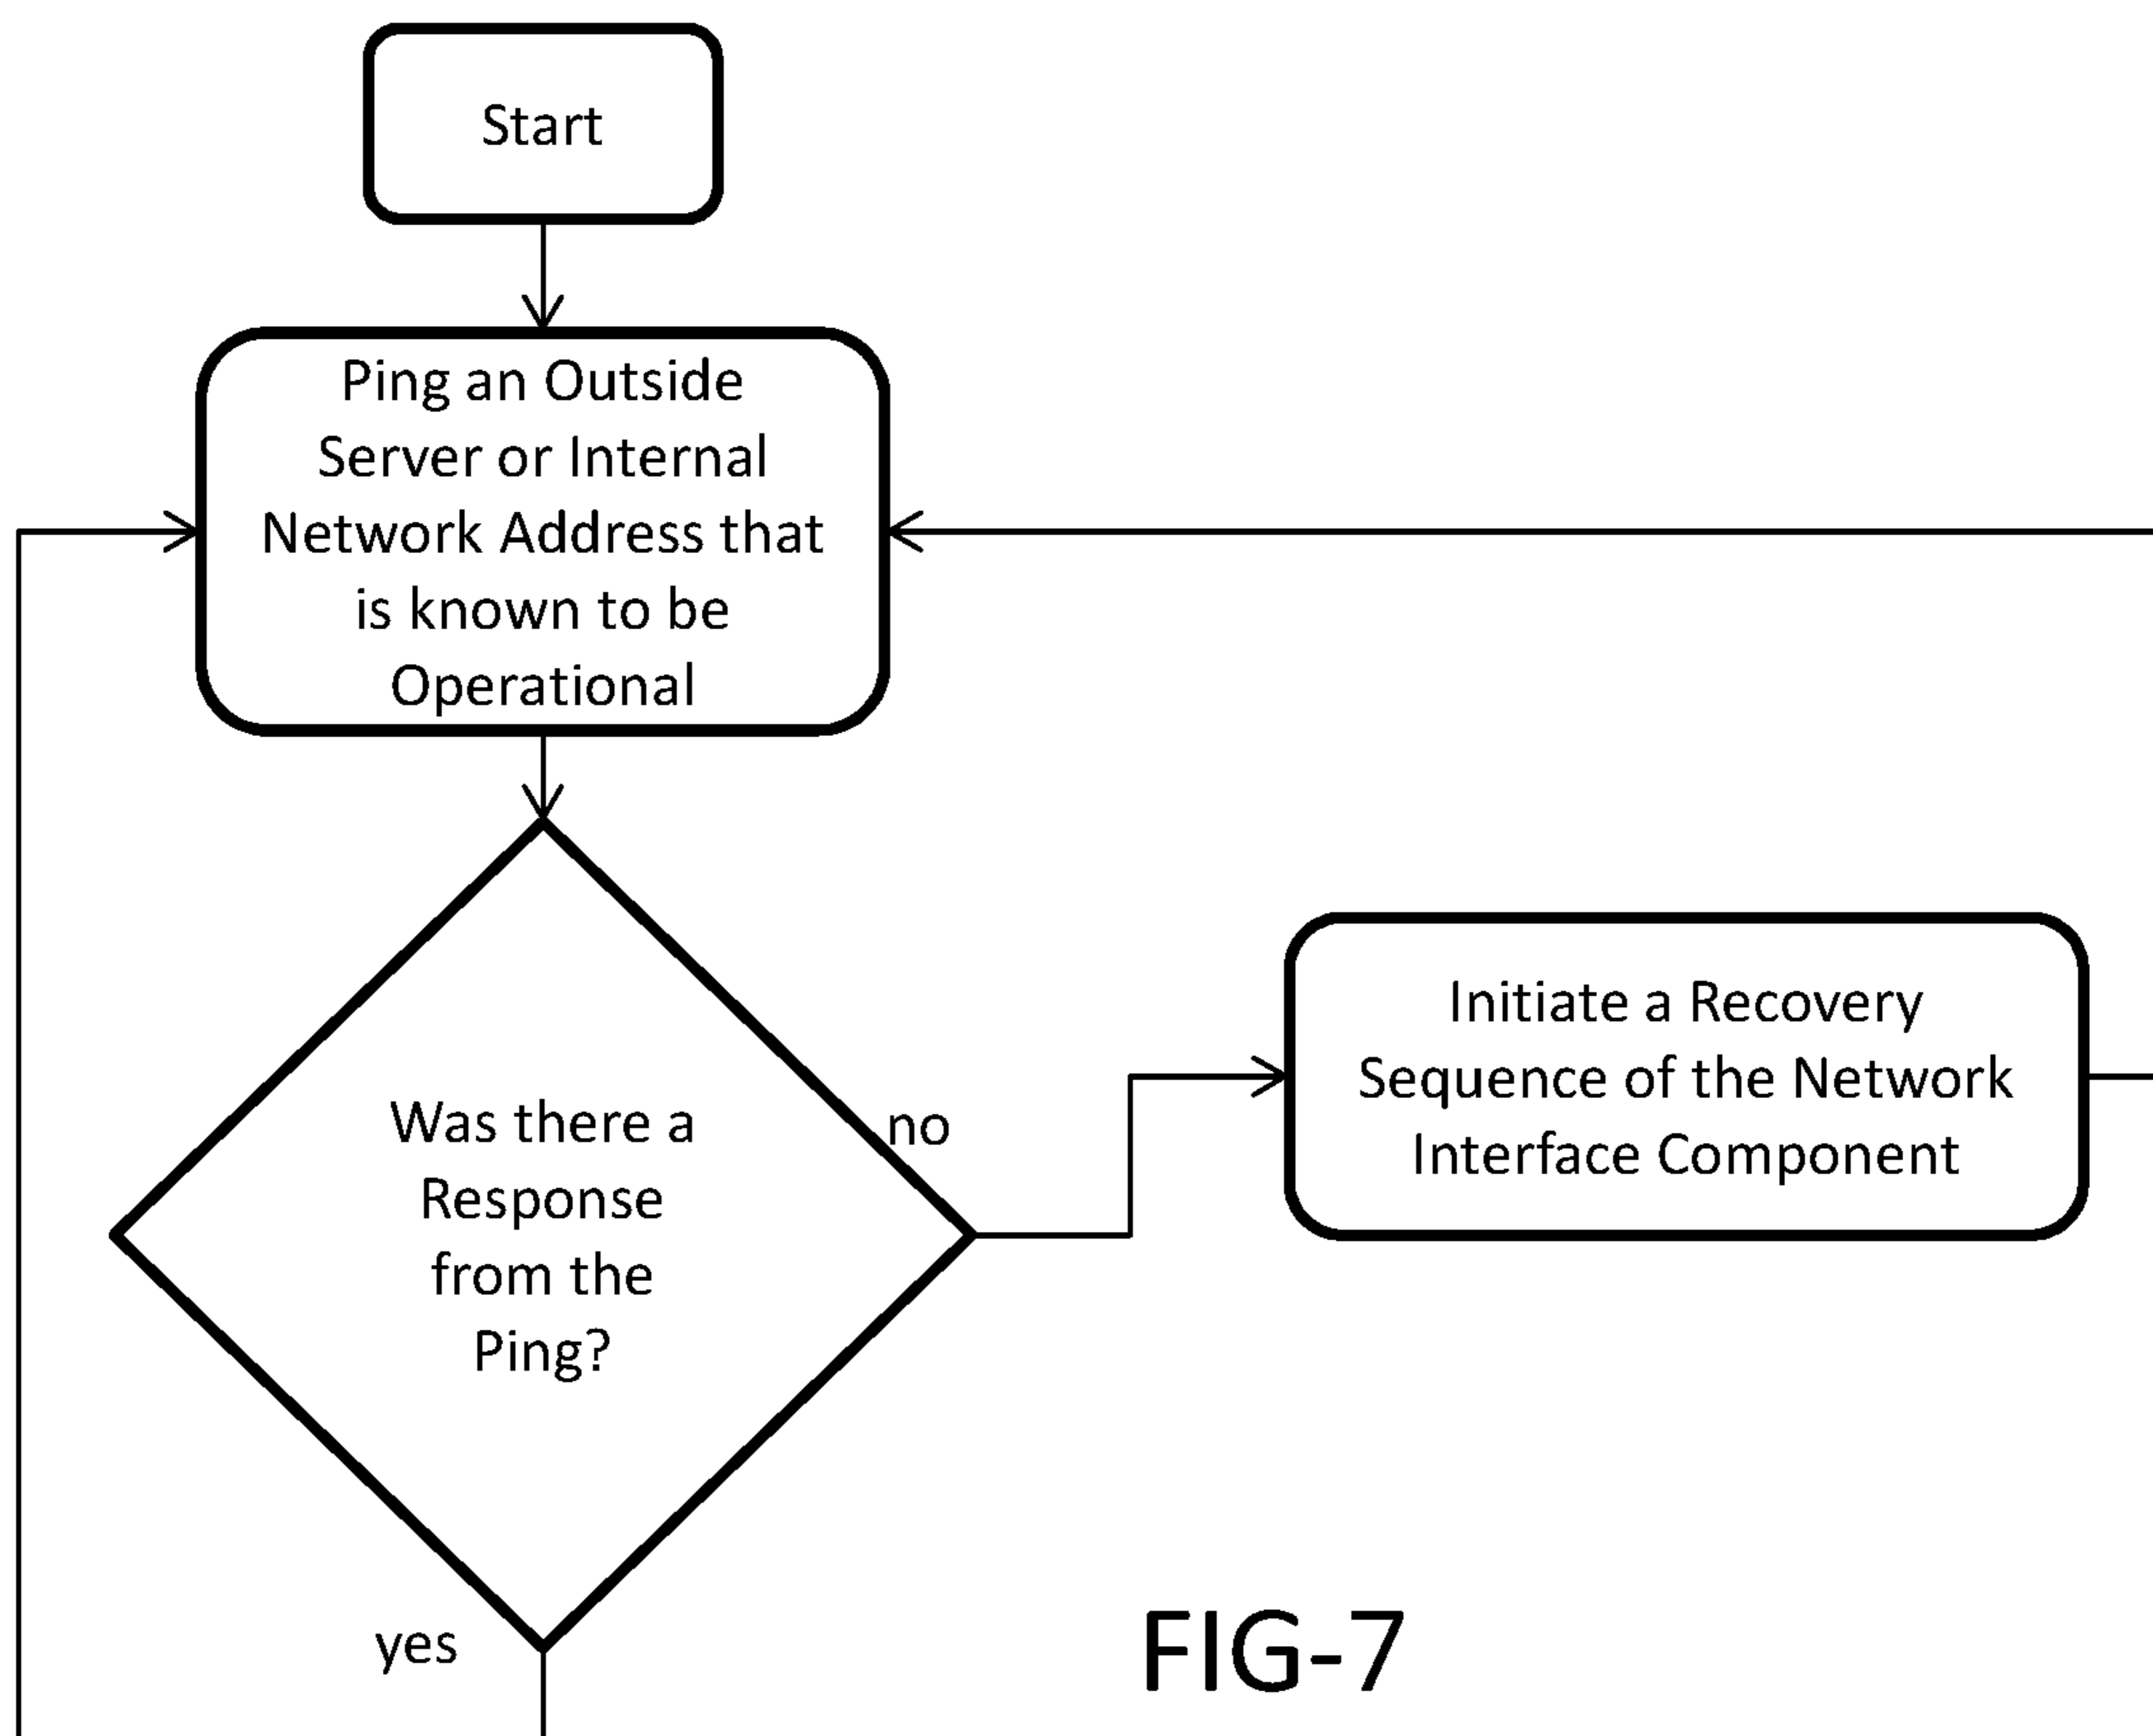 Start
Ping an Outside
Server or Internal
Network Address that
is known to be
Operational
Was there a
Response
from the
Ping?
no
Initiate a Recovery
Sequence of the Network
Interface Component
yes
FIG-7